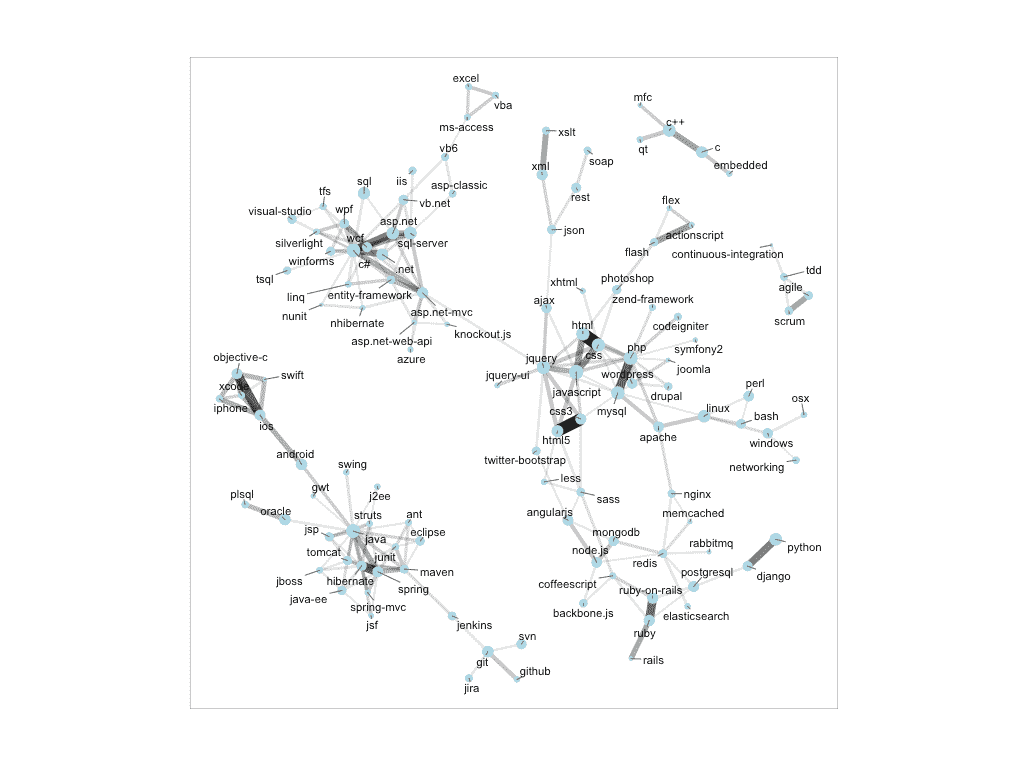 excel
vba
ms-access
mfc
c++
qt
c
embedded
xslt
xml
soap
rest
json
vb6
asp-classic
iis
sql
vb.net
tfs
wpf
asp.net
visual-studio
wcf
sql-server
silverlight
winforms
c#
.net
tsql
linq
entity-framework
nunit
nhibernate
asp.net-mvc
asp.net-web-api
knockout.js
azure
flex
actionscript
flash
continuous-integration
tdd
agile
scrum
photoshop
xhtml
zend-framework
ajax
html
codeigniter
css
php
symfony2
jquery
joomla
jquery-ui
wordpress
javascript
drupal
css3
mysql
linux
perl
bash
osx
html5
apache
windows
twitter-bootstrap
networking
objective-c
swift
xcode
iphone
ios
android
swing
gwt
j2ee
plsql
oracle
struts
ant
jsp
java
eclipse
tomcat
junit
jboss
hibernate
maven
java-ee
spring
spring-mvc
jsf
less
sass
nginx
angularjs
memcached
mongodb
node.js
rabbitmq
redis
python
coffeescript
postgresql
django
ruby-on-rails
backbone.js
elasticsearch
ruby
rails
jenkins
svn
git
github
jira